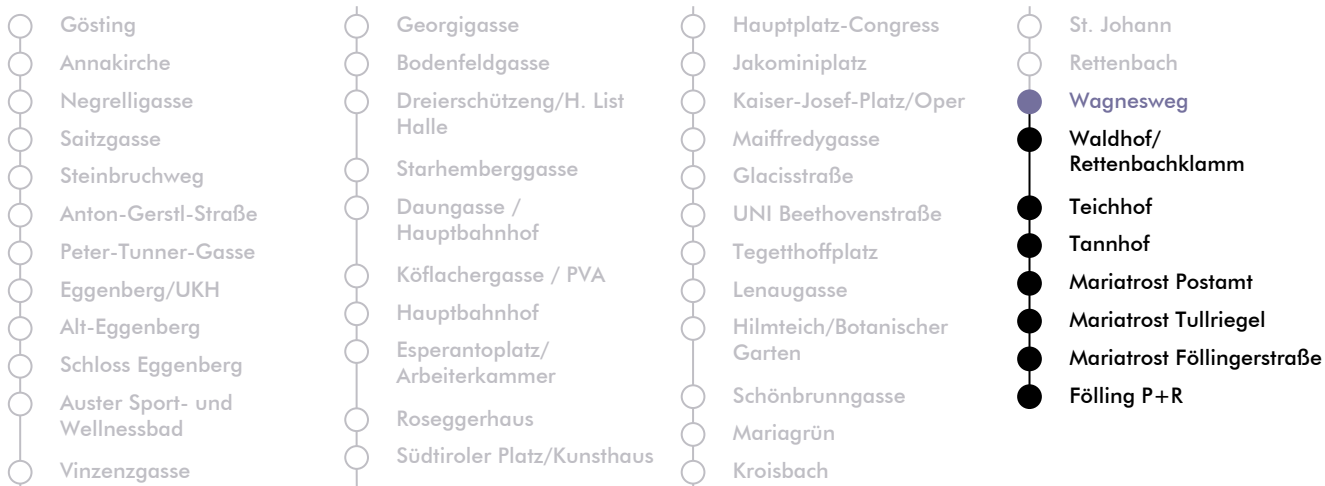 Gösting
Annakirche
Negrelligasse
Saitzgasse
Steinbruchweg
Anton-Gerstl-Straße
Peter-Tunner-Gasse
Eggenberg/UKH
Alt-Eggenberg
Schloss Eggenberg
Auster Sport- und
Wellnessbad
Vinzenzgasse
Georgigasse
Bodenfeldgasse
Dreierschützeng/H. List
Halle
Starhemberggasse
Daungasse /
Hauptbahnhof
Köflachergasse / PVA
Hauptbahnhof
Esperantoplatz/
Arbeiterkammer
Roseggerhaus
Südtiroler Platz/Kunsthaus
Hauptplatz-Congress
Jakominiplatz
Kaiser-Josef-Platz/Oper
Maiffredygasse
Glacisstraße
UNI Beethovenstraße
Tegetthoffplatz
Lenaugasse
Hilmteich/Botanischer
Garten
Schönbrunngasse
Mariagrün
Kroisbach
St. Johann
Rettenbach
Wagnesweg
Waldhof/
Rettenbachklamm
Teichhof
Tannhof
Mariatrost Postamt
Mariatrost Tullriegel
Mariatrost Föllingerstraße
Fölling P+R